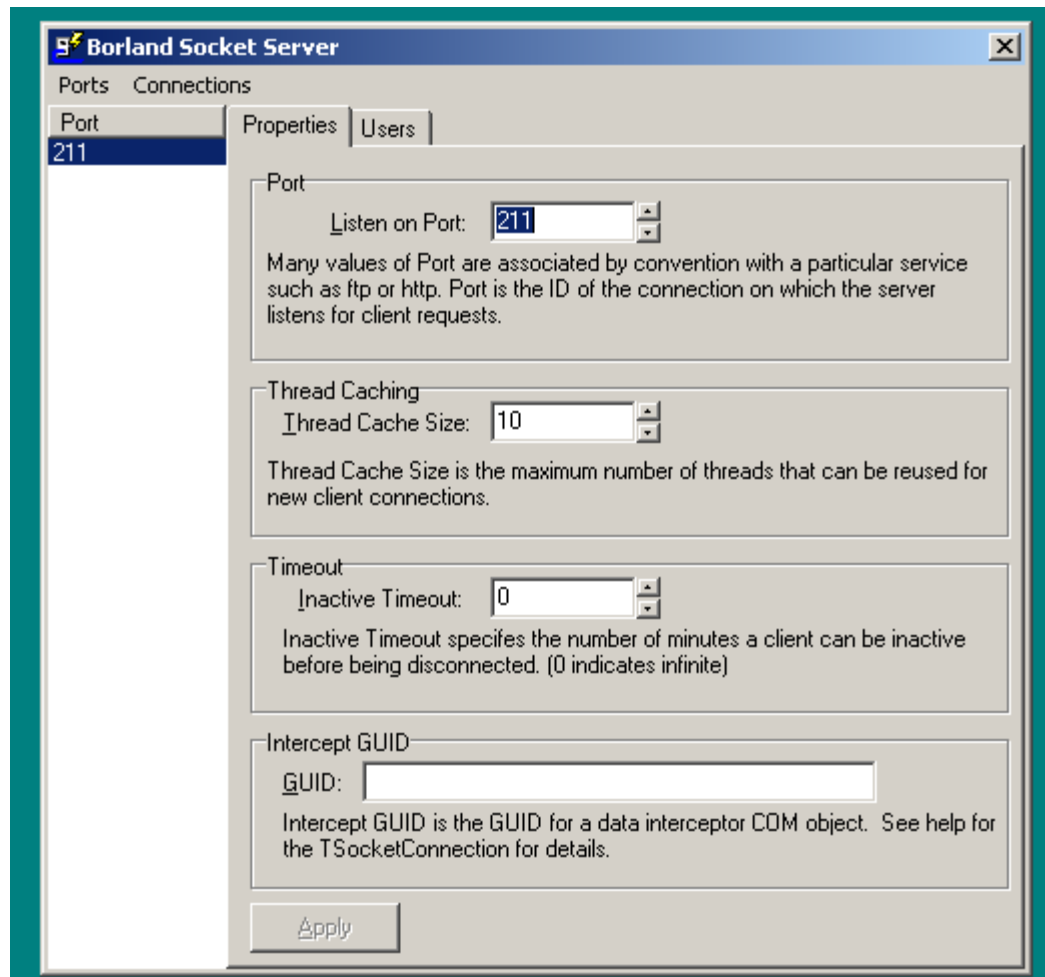 Borland Socket Server
Ports Connections
Port
211
Properties Users
Port
Listen on Port: 211
Many values of Port are associated by convention with a particular service
such as ftp or http. Port is the ID of the connection on which the server
listens for client requests.
Thread Caching
Thread Cache Size: 10
Thread Cache Size is the maximum number of threads that can be reused for
new client connections.
Timeout
Inactive Timeout: 0
Inactive Timeout specifes the number of minutes a client can be inactive
before being disconnected. (0 indicates infinite)
Intercept GUID
GUID:
Intercept GUID is the GUID for a data interceptor COM object. See help for
the TSocketConnection for details.
Apply